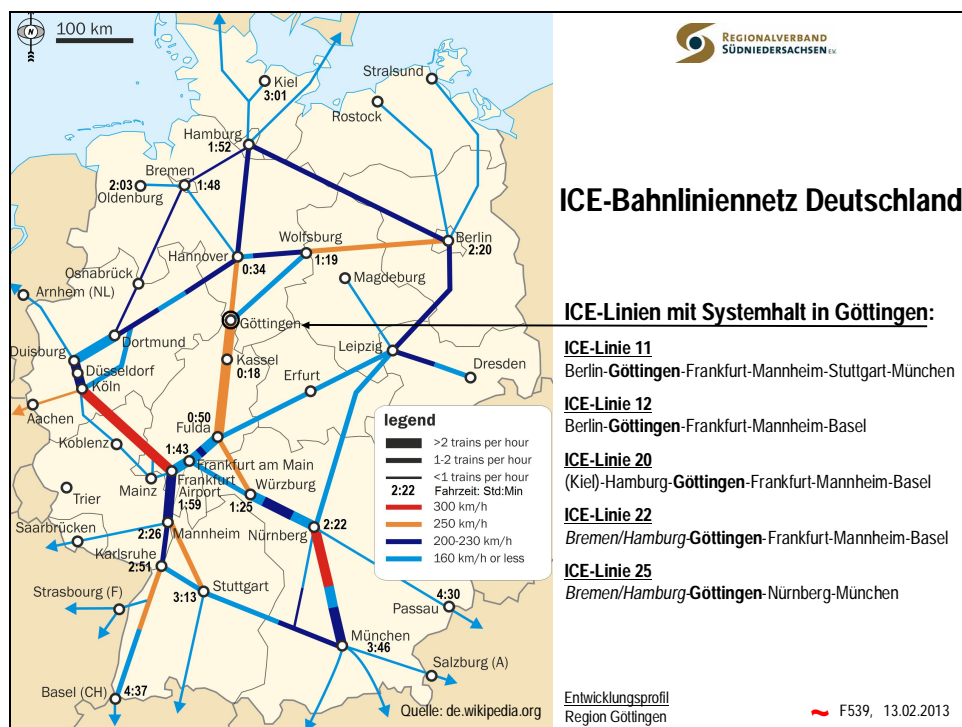 100 km
N
Kiel
3:01
Stralsund
Rostock
Hamburg
1:52
Bremen
1:48
2:03
Oldenburg
Wolfsburg
1:19
Berlin
2:20
Hannover
0:34
Osnabrück
Magdeburg
Arnhem (NL)
Göttingen
Dortmund
Duisburg
Leipzig
Düsseldorf
Kassel
0:18
Dresden
Köln
Erfurt
Aachen
0:50
Fulda
Koblenz
1:43
Frankfurt am Main
Frankfurt
Airport
1:59
Würzburg
1:25
Mainz
Trier
2:26
Mannheim
Nürnberg
2:22
Saarbrücken
Karlsruhe
2:51
Stuttgart
3:13
Strasbourg (F)
4:30
Passau
München
3:46
Salzburg (A)
Basel (CH)
4:37
legend
>2 trains per hour
1-2 trains per hour
<1 trains per hour
2:22 Fahrzeit: Std:Min
300 km/h
250 km/h
200-230 km/h
160 km/h or less
Quelle: de.wikipedia.org
REGIONALVERBAND
SÜDNIEDERSACHSEN E.V.
ICE-Bahnliniennetz Deutschland
ICE-Linien mit Systemhalt in Göttingen:
ICE-Linie 11
Berlin-Göttingen-Frankfurt-Mannheim-Stuttgart-München
ICE-Linie 12
Berlin-Göttingen-Frankfurt-Mannheim-Basel
ICE-Linie 20
(Kiel)-Hamburg-Göttingen-Frankfurt-Mannheim-Basel
ICE-Linie 22
Bremen/Hamburg-Göttingen-Frankfurt-Mannheim-Basel
ICE-Linie 25
Bremen/Hamburg-Göttingen-Nürnberg-München
Entwicklungsprofil
Region Göttingen
F539, 13.02.2013